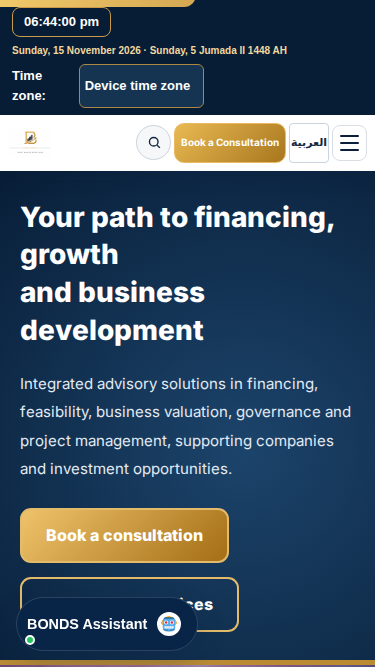 06:44:00 pm
Sunday, 15 November 2026 · Sunday, 5 Jumada II 1448 AH
Time zone:
Device time zone
Book a Consultation
العربية
Your path to financing,
growth
and business
development
Integrated advisory solutions in financing,
feasibility, business valuation, governance and
project management, supporting companies
and investment opportunities.
Book a consultation
BONDS Assistant